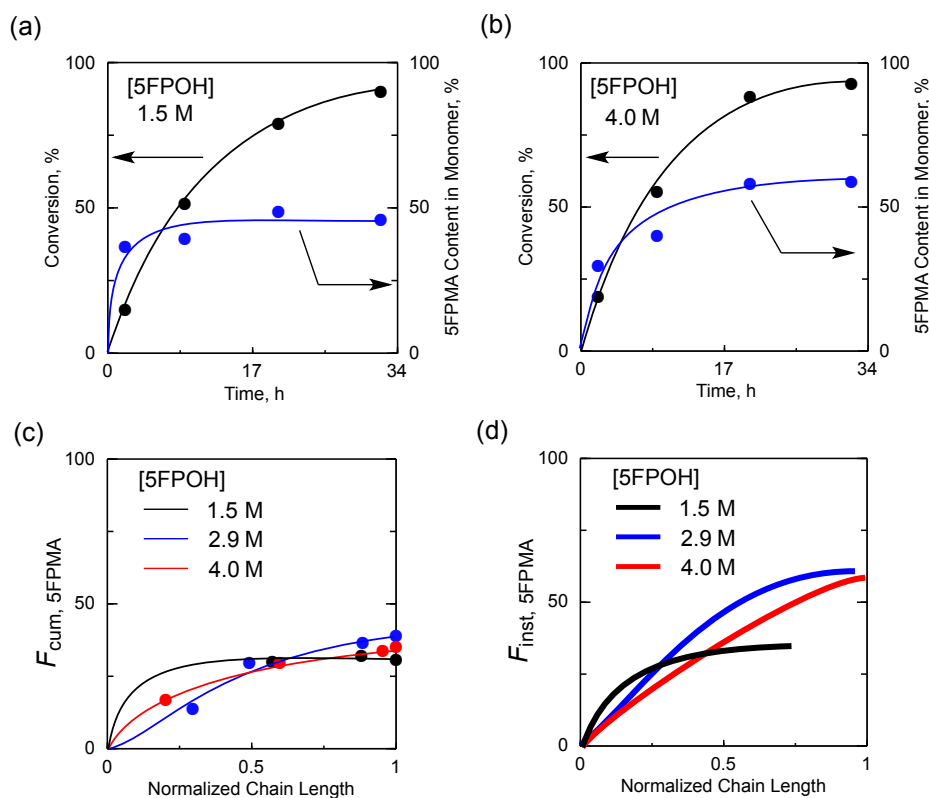 (a)
[5FPOH]
1.5 M
100
50
0
Conversion, %
100
50
0
5FPMA Content in Monomer, %
0
17
34
Time, h
(b)
[5FPOH]
4.0 M
100
50
0
Conversion, %
100
50
0
5FPMA Content in Monomer, %
0
17
34
Time, h
(c)
[5FPOH]
1.5 M
2.9 M
4.0 M
100
50
0
Fcum, 5FPMA
0
0.5
1
Normalized Chain Length
(d)
[5FPOH]
1.5 M
2.9 M
4.0 M
100
50
0
Finst, 5FPMA
0
0.5
1
Normalized Chain Length